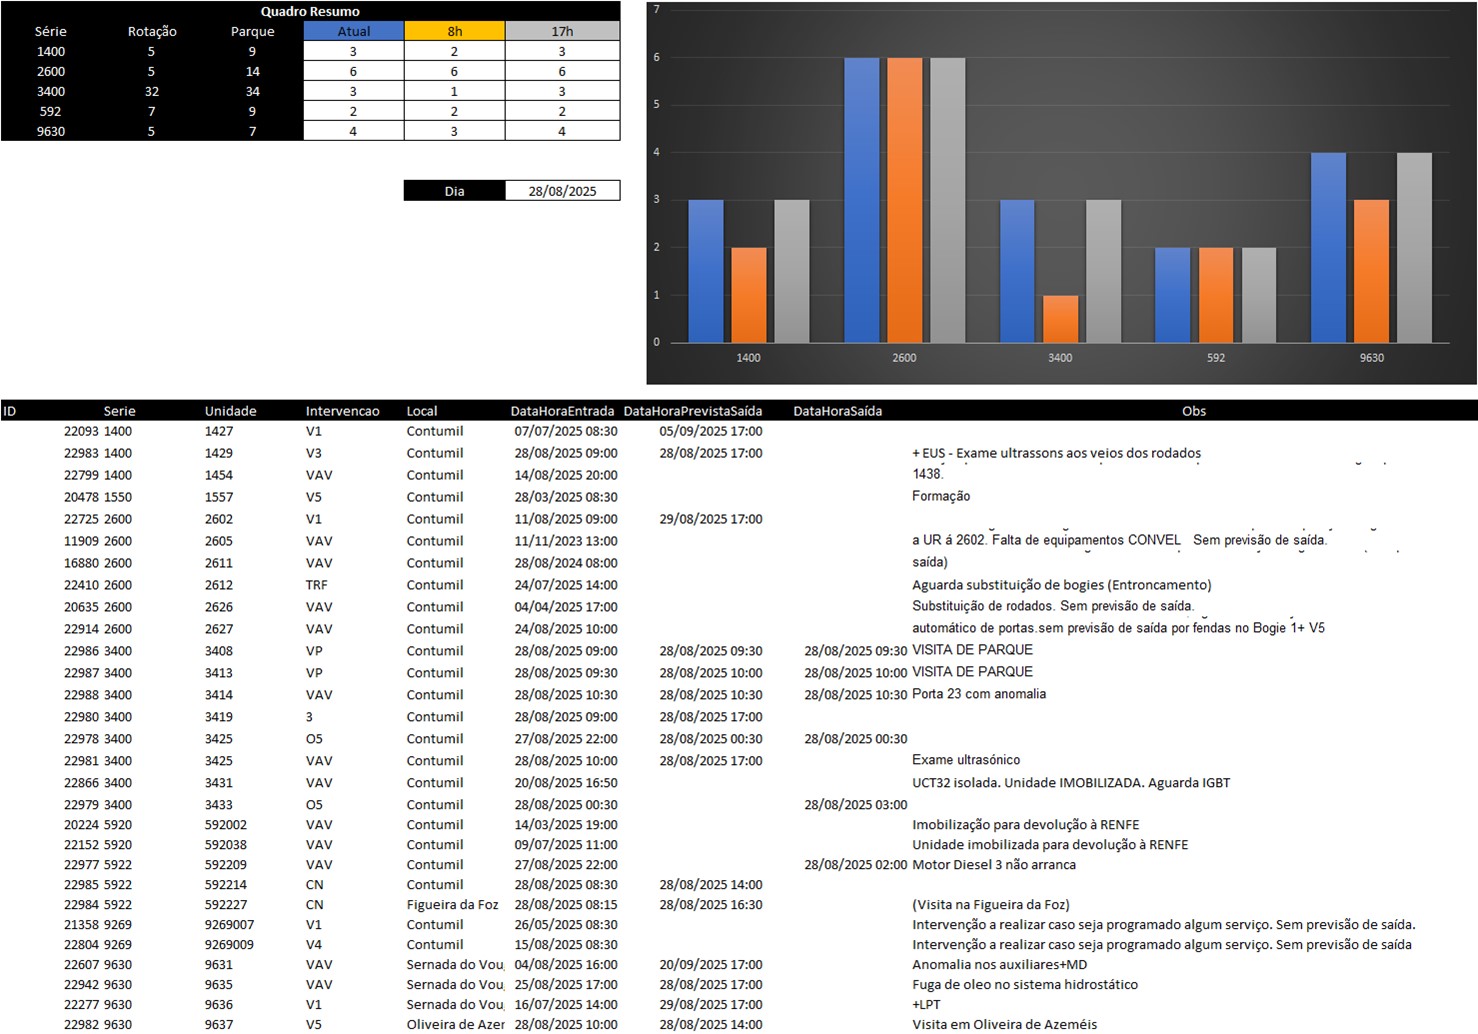 Quadro Resumo
Série Rotação Parque Atual 8h 17h
1400 5 9 3 2 3
2600 5 14 6 6 6
3400 32 34 3 1 3
592 7 9 2 2 2
9630 5 7 4 3 4
Dia 28/08/2025
7
6
5
4
3
2
1
0
1400 2600 3400 592 9630
ID Serie Unidade Intervencao Local DataHoraEntrada DataHoraPrevistaSaída DataHoraSaída Obs
22093 1400 1427 V1 Contumil 07/07/2025 08:30 05/09/2025 17:00
22983 1400 1429 V3 Contumil 28/08/2025 09:00 28/08/2025 17:00 + EUS - Exame ultrassons aos veios dos rodados
22799 1400 1454 VAV Contumil 14/08/2025 20:00 1438.
20478 1550 1557 V5 Contumil 28/03/2025 08:30 Formação
22725 2600 2602 V1 Contumil 11/08/2025 09:00 29/08/2025 17:00
11909 2600 2605 VAV Contumil 11/11/2023 13:00 a UR á 2602. Falta de equipamentos CONVEL Sem previsão de saída.
16880 2600 2611 VAV Contumil 28/08/2024 08:00 saída)
22410 2600 2612 TRF Contumil 24/07/2025 14:00 Aguarda substituição de bogies (Entroncamento)
20635 2600 2626 VAV Contumil 04/04/2025 17:00 Substituição de rodados. Sem previsão de saída.
22914 2600 2627 VAV Contumil 24/08/2025 10:00 automático de portas.sem previsão de saída por fendas no Bogie 1+ V5
22986 3400 3408 VP Contumil 28/08/2025 09:00 28/08/2025 09:30 28/08/2025 09:30 VISITA DE PARQUE
22987 3400 3413 VP Contumil 28/08/2025 09:30 28/08/2025 10:00 28/08/2025 10:00 VISITA DE PARQUE
22988 3400 3414 VAV Contumil 28/08/2025 10:30 28/08/2025 10:30 28/08/2025 10:30 Porta 23 com anomalia
22980 3400 3419 3 Contumil 28/08/2025 09:00 28/08/2025 17:00
22978 3400 3425 O5 Contumil 27/08/2025 22:00 28/08/2025 00:30 28/08/2025 00:30
22981 3400 3425 VAV Contumil 28/08/2025 10:00 28/08/2025 17:00 Exame ultrasónico
22866 3400 3431 VAV Contumil 20/08/2025 16:50 UCT32 isolada. Unidade IMOBILIZADA. Aguarda IGBT
22979 3400 3433 O5 Contumil 28/08/2025 00:30 28/08/2025 03:00
20224 5920 592002 VAV Contumil 14/03/2025 19:00 Imobilização para devolução à RENFE
22152 5920 592038 VAV Contumil 09/07/2025 11:00 Unidade imobilizada para devolução à RENFE
22977 5922 592209 VAV Contumil 27/08/2025 22:00 28/08/2025 02:00 Motor Diesel 3 não arranca
22985 5922 592214 CN Contumil 28/08/2025 08:30 28/08/2025 14:00
22984 5922 592227 CN Figueira da Foz 28/08/2025 08:15 28/08/2025 16:30 (Visita na Figueira da Foz)
21358 9269 9269007 V1 Contumil 26/05/2025 08:30 Intervenção a realizar caso seja programado algum serviço. Sem previsão de saída.
22804 9269 9269009 V4 Contumil 15/08/2025 08:30 Intervenção a realizar caso seja programado algum serviço. Sem previsão de saída
22607 9630 9631 VAV Sernada do Vou 04/08/2025 16:00 20/09/2025 17:00 Anomalia nos auxiliares+MD
22942 9630 9635 VAV Sernada do Vou 25/08/2025 17:00 28/08/2025 17:00 Fuga de oleo no sistema hidrostático
22277 9630 9636 V1 Sernada do Vou 16/07/2025 14:00 29/08/2025 17:00 +LPT
22982 9630 9637 V5 Oliveira de Azer 28/08/2025 10:00 28/08/2025 14:00 Visita em Oliveira de Azeméis